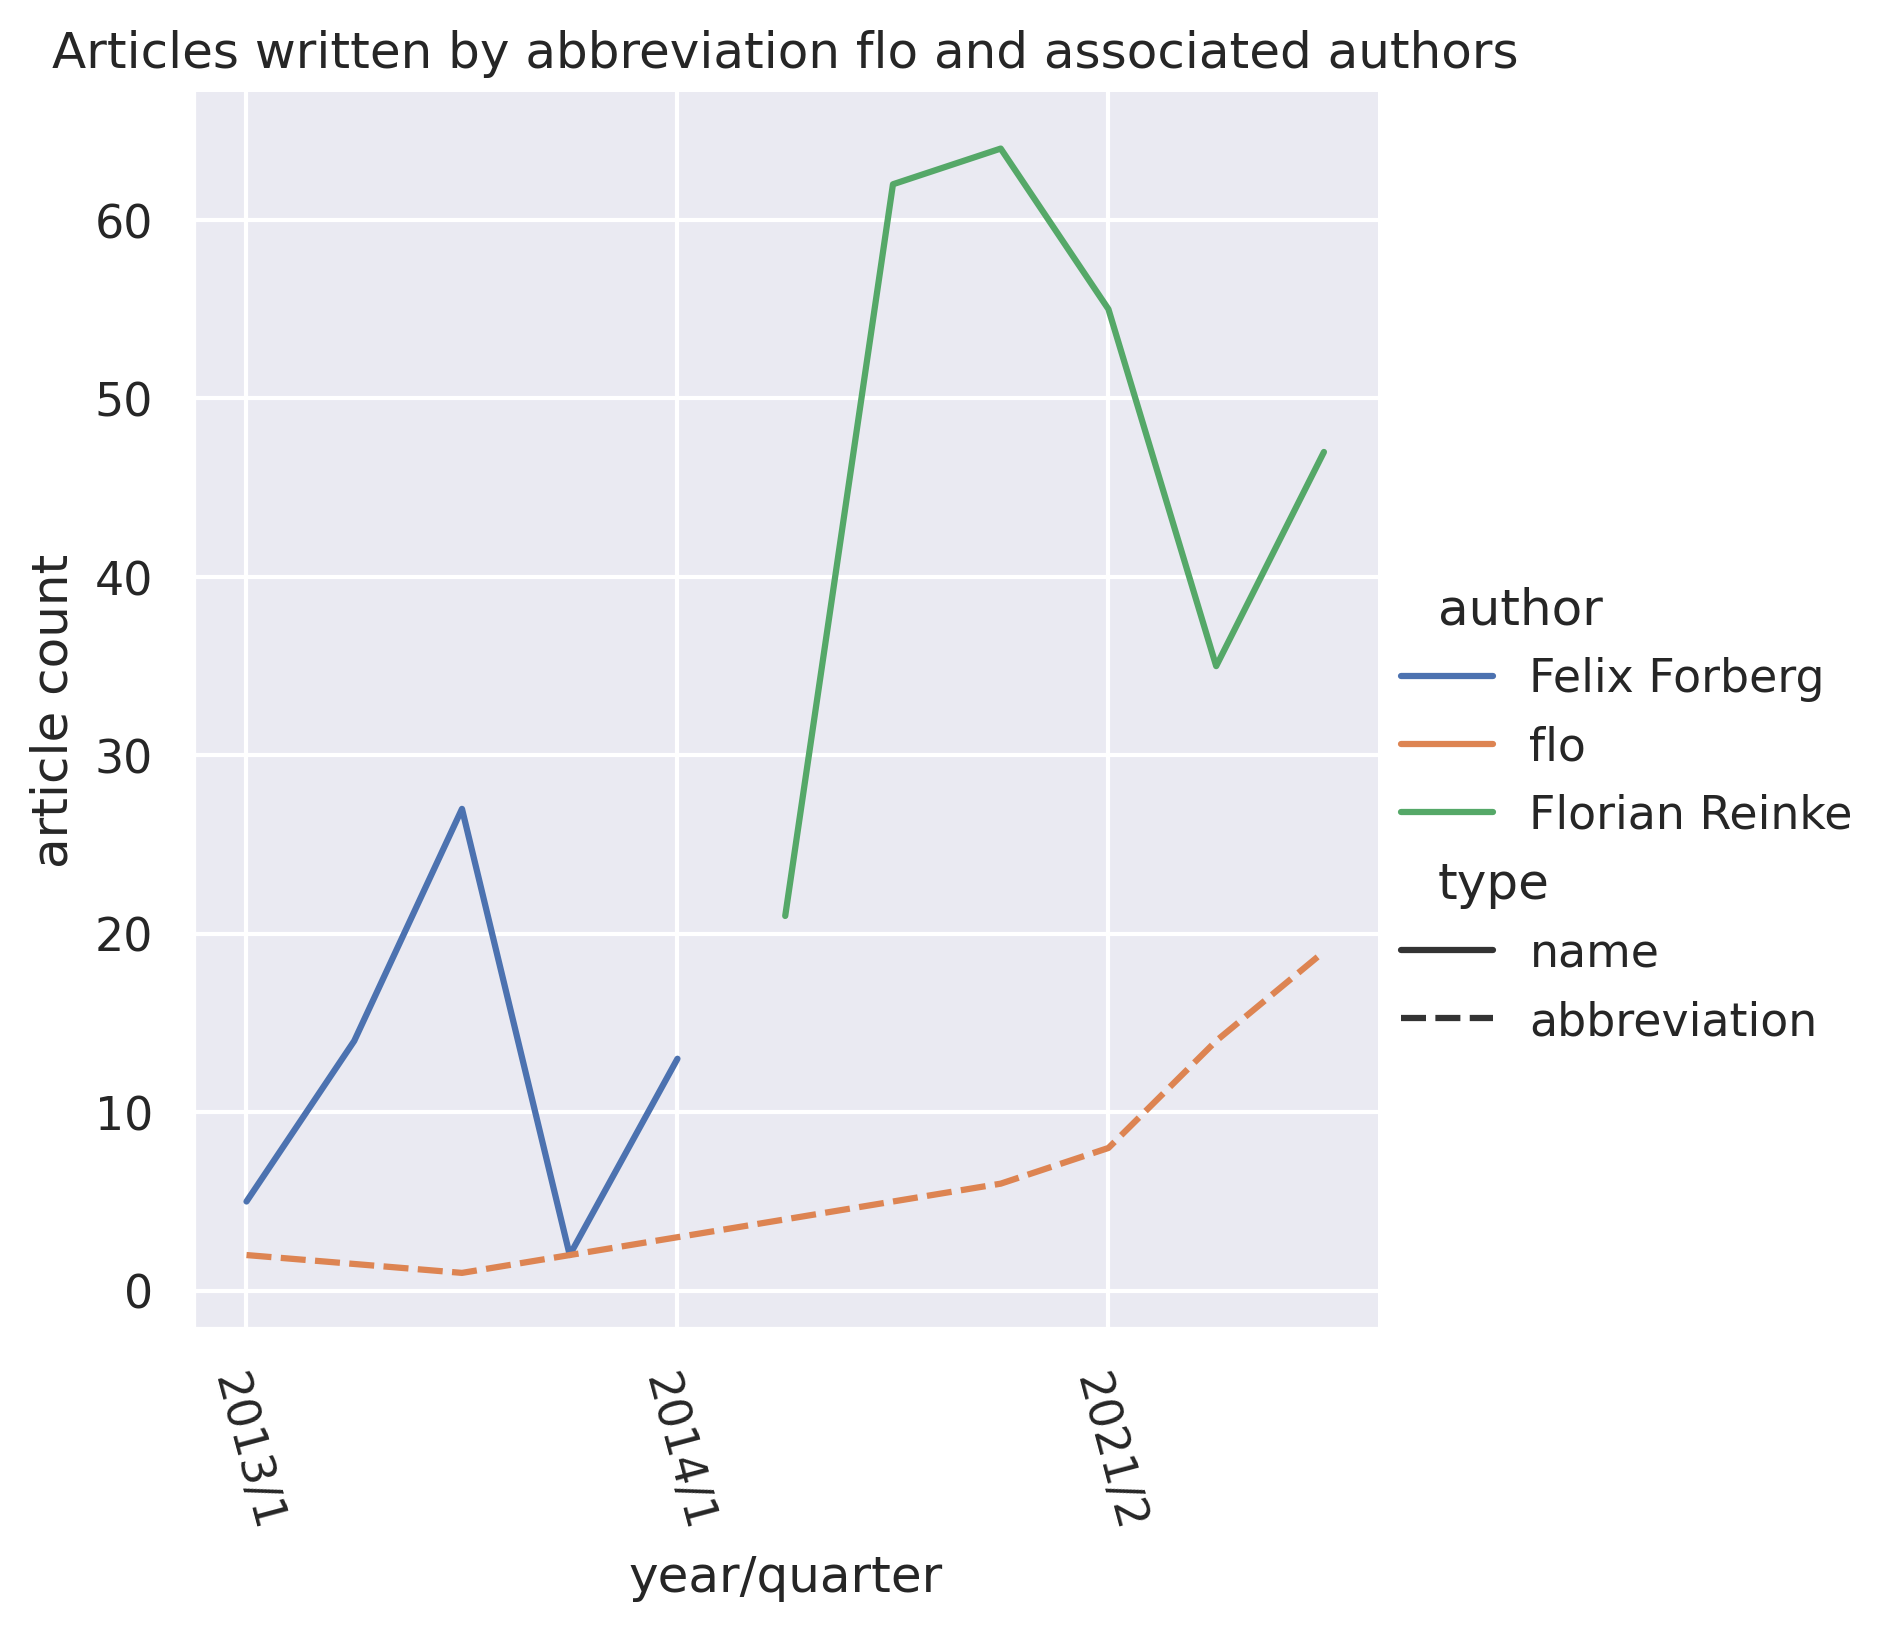 Articles written by abbreviation flo and associated authors
article count
60
50
40
30
20
10
0
2013/1
2014/1
2021/2
year/quarter
author
Felix Forberg
flo
Florian Reinke
type
name
abbreviation